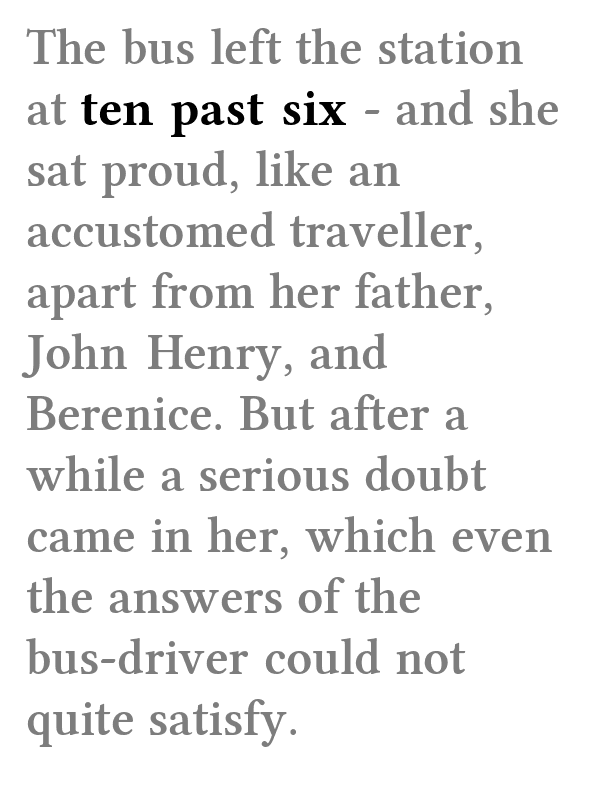 The bus left the station
at ten past six - and she
sat proud, like an
accustomed traveller,
apart from her father,
John Henry, and
Berenice. But after a
while a serious doubt
came in her, which even
the answers of the
bus-driver could not
quite satisfy.